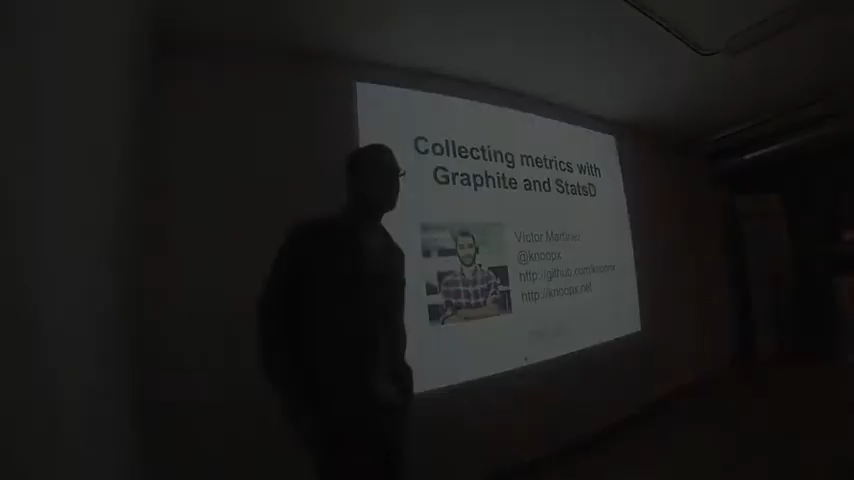 Collecting metrics with
Graphite and StatsD
Victor Martinez
@knoopx
http://github.com/knoopx
http://knoopx.net